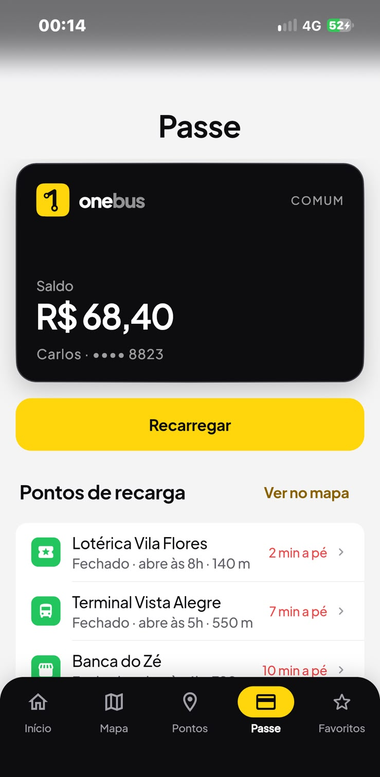 00:14
4G
52
Passe
1 onebus
COMUM
Saldo
R$ 68,40
Carlos · •••• 8823
Recarregar
Pontos de recarga
Ver no mapa
Lotérica Vila Flores
Fechado · abre às 8h · 140 m
2 min a pé
Terminal Vista Alegre
Fechado · abre às 5h · 550 m
7 min a pé
Banca do Zé
10 min a pé
Início
Mapa
Pontos
Passe
Favoritos